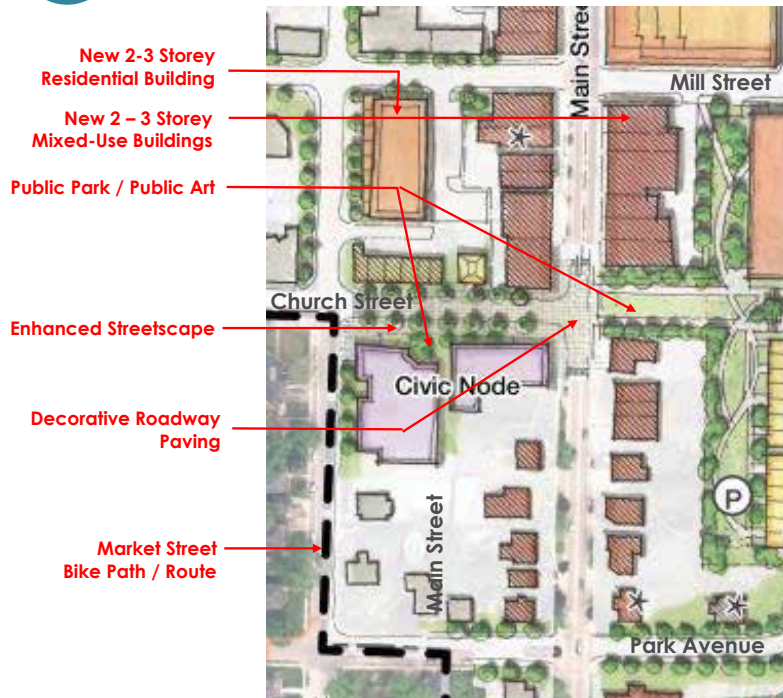 New 2-3 Storey
Residential Building
New 2 – 3 Storey
Mixed-Use Buildings
Public Park / Public Art
Enhanced Streetscape
Decorative Roadway
Paving
Market Street
Bike Path / Route
Main Stree
Mill Street
Church Street
Civic Node
Main Street
P
Park Avenue